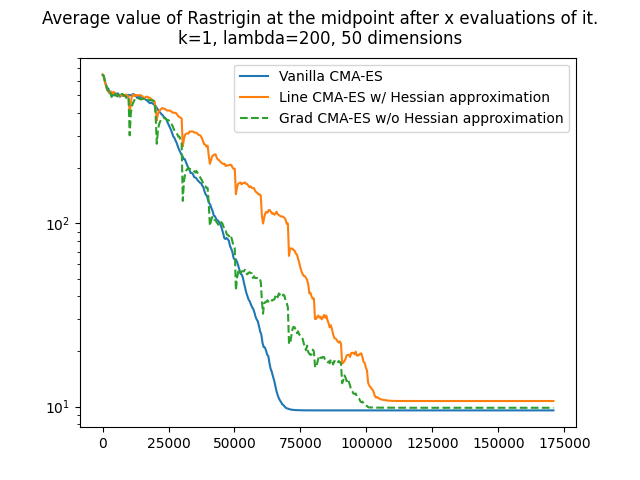 Average value of Rastrigin at the midpoint after x evaluations of it.
k=1, lambda=200, 50 dimensions
Vanilla CMA-ES
Line CMA-ES w/ Hessian approximation
Grad CMA-ES w/o Hessian approximation
10²
10¹
0 25000 50000 75000 100000 125000 150000 175000